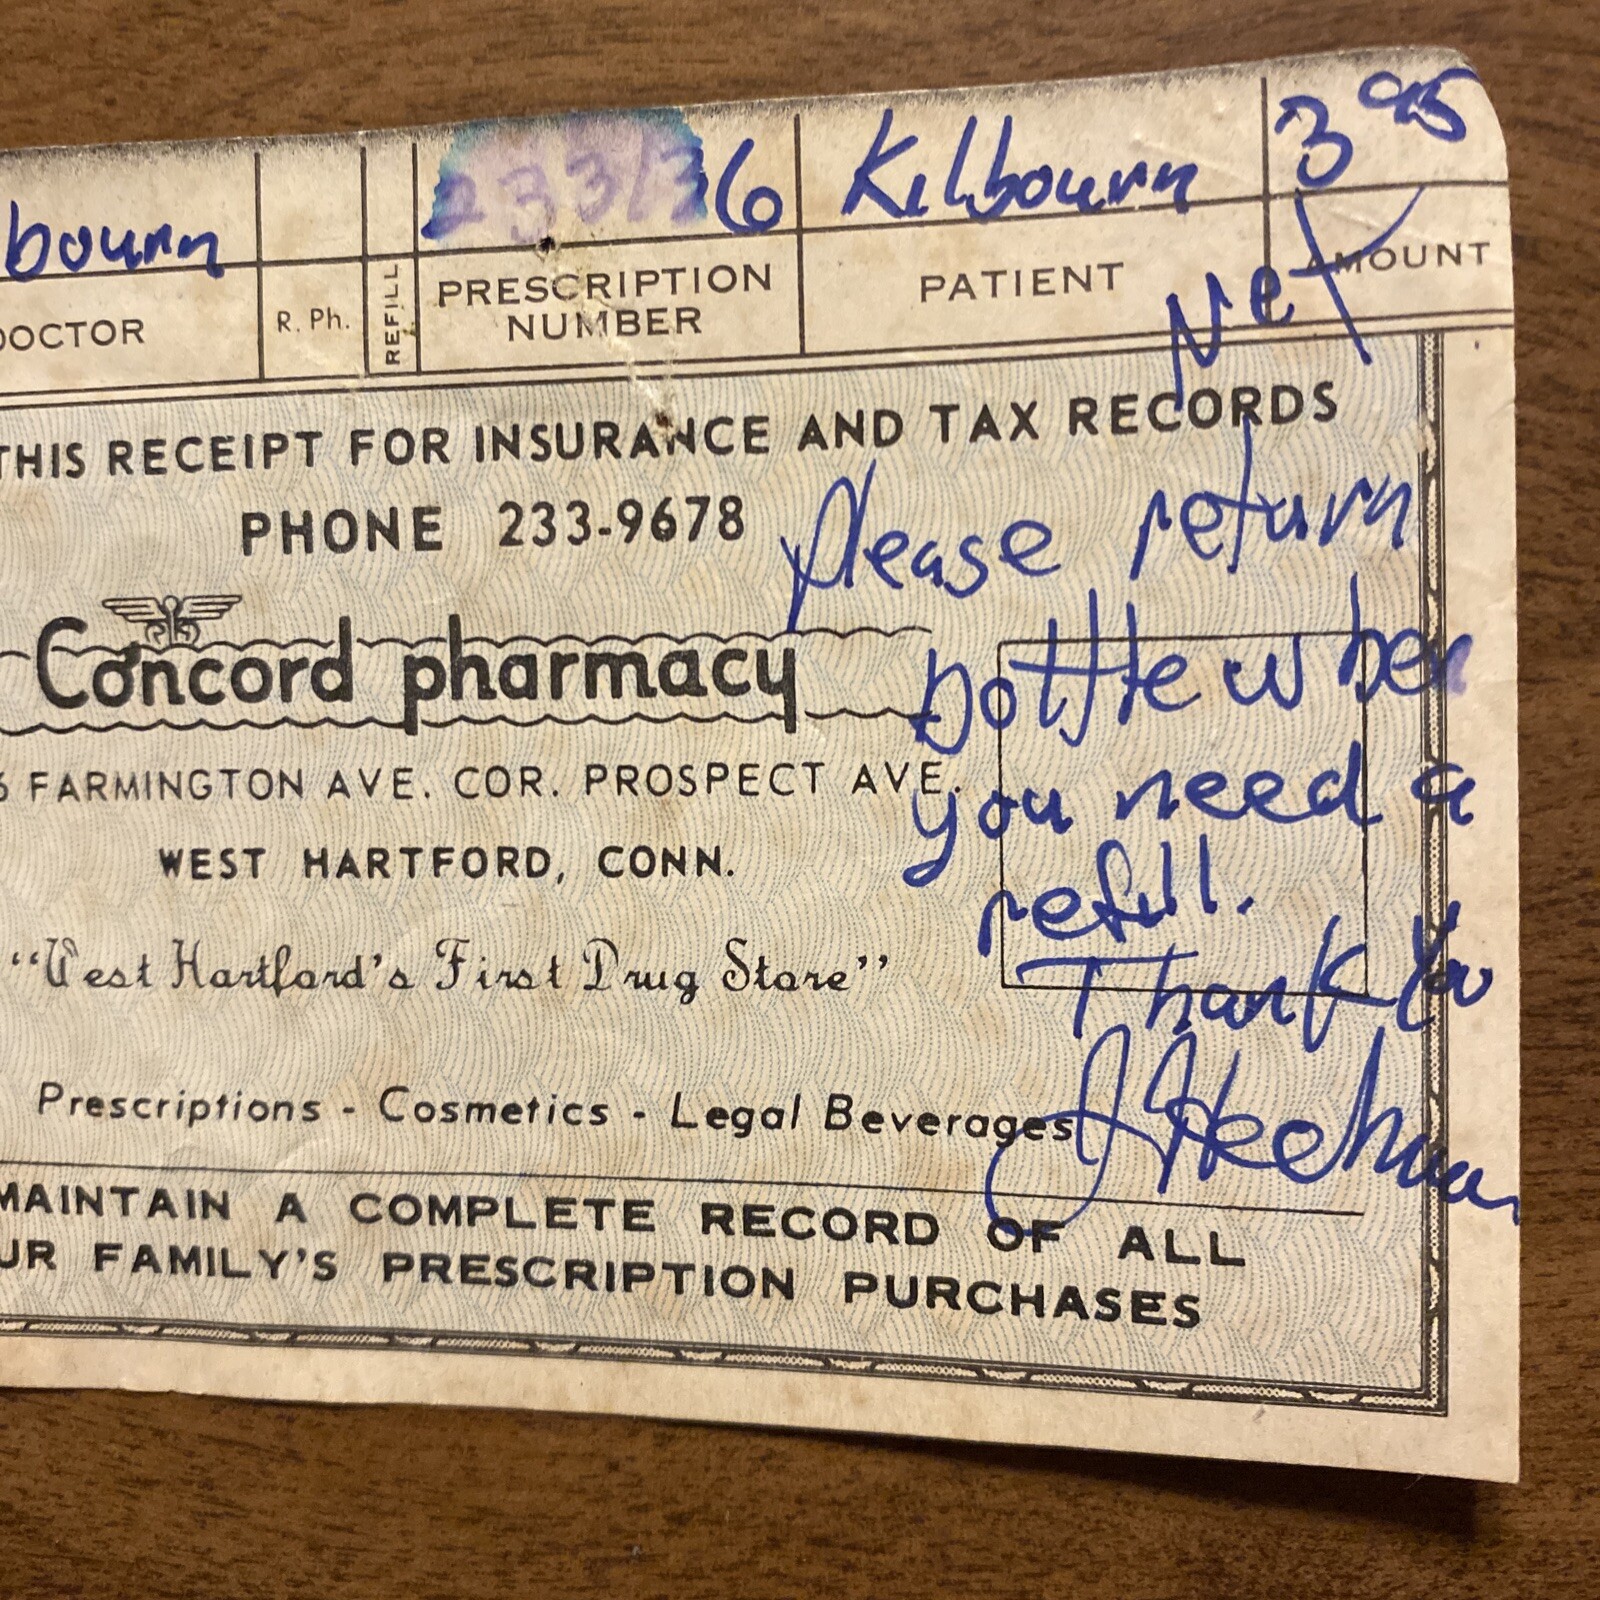 bourn 6 Kilbourn 3 95
DOCTOR R. Ph. REFILL PRESCRIPTION NUMBER PATIENT AMOUNT
Net
THIS RECEIPT FOR INSURANCE AND TAX RECORDS
PHONE 233-9678
Concord pharmacy
6 FARMINGTON AVE. COR. PROSPECT AVE.
WEST HARTFORD, CONN.
"West Hartford's First Drug Store"
Prescriptions - Cosmetics - Legal Beverages
MAINTAIN A COMPLETE RECORD OF ALL
UR FAMILY'S PRESCRIPTION PURCHASES
Please return
bottle when
you need a
refill.
Thank You